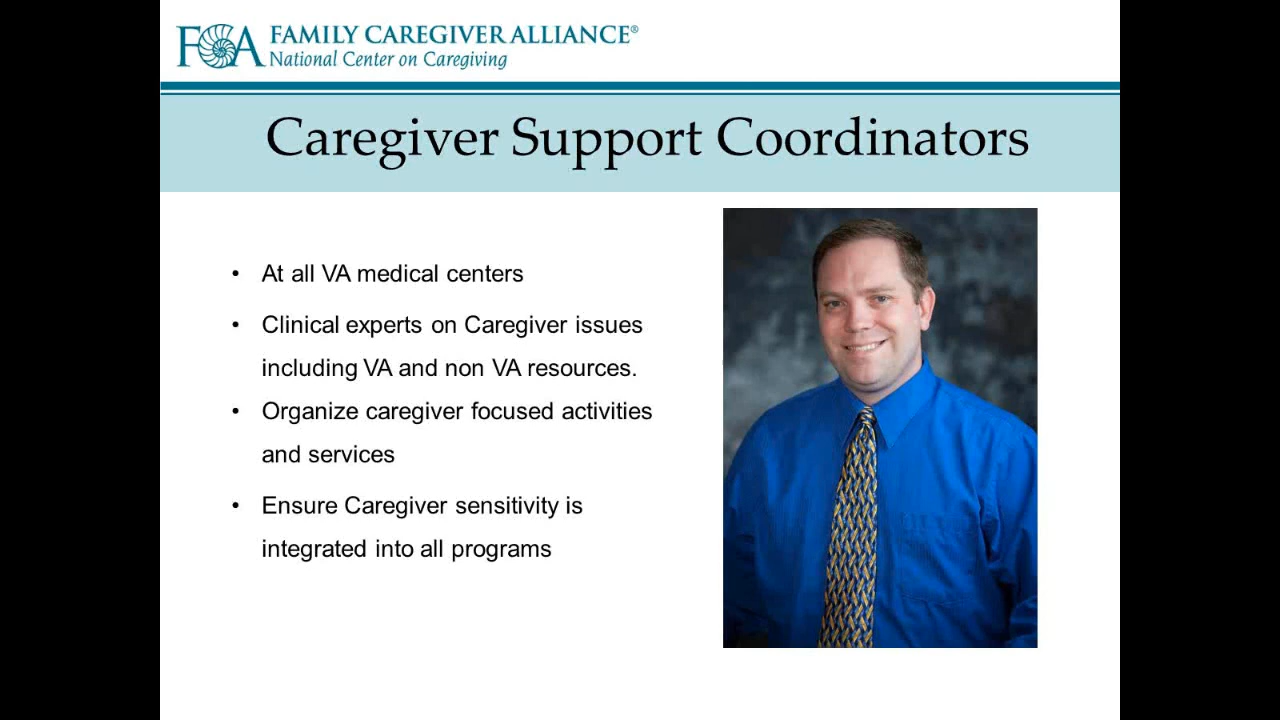 FCA FAMILY CAREGIVER ALLIANCE®
National Center on Caregiving
Caregiver Support Coordinators
• At all VA medical centers
• Clinical experts on Caregiver issues
including VA and non VA resources.
• Organize caregiver focused activities
and services
• Ensure Caregiver sensitivity is
integrated into all programs